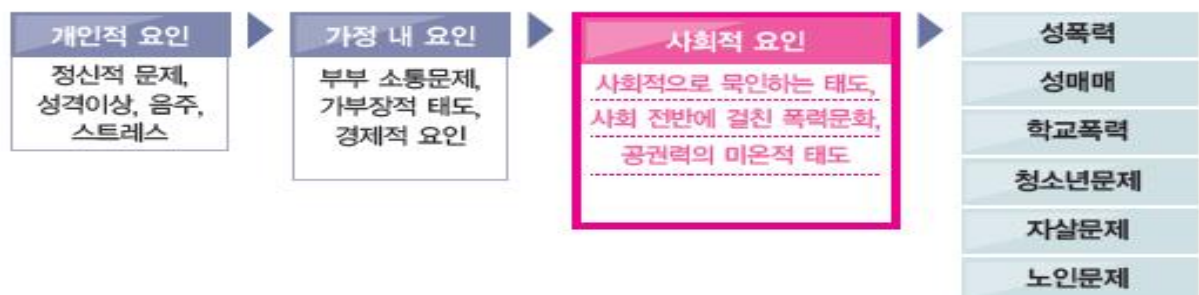 개인적 요인
정신적 문제,
성격이상, 음주,
스트레스
가정 내 요인
부부 소통문제,
가부장적 태도,
경제적 요인
사회적 요인
사회적으로 묵인하는 태도,
사회 전반에 걸친 폭력문화,
공권력의 미온적 태도
성폭력
성매매
학교폭력
청소년문제
자살문제
노인문제